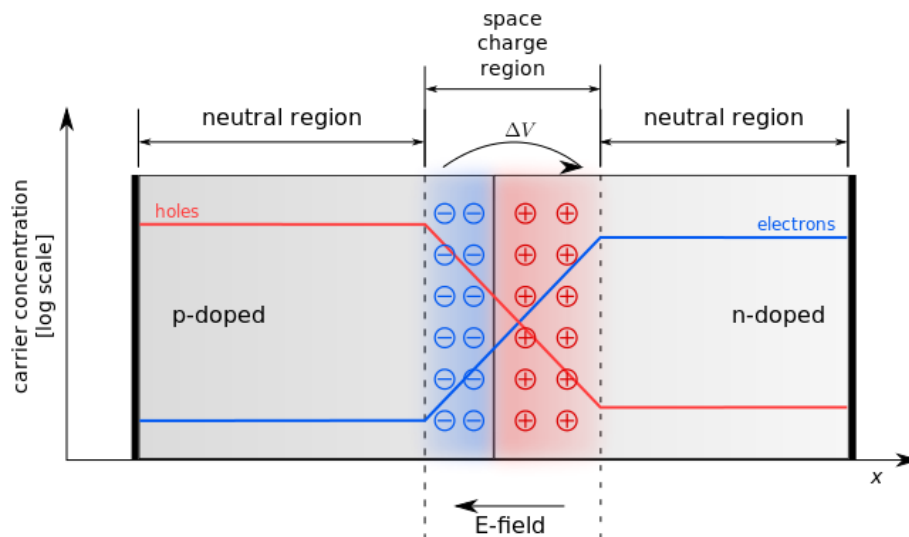 space
charge
region
neutral region
neutral region
ΔV
holes
electrons
carrier concentration
[log scale]
p-doped
n-doped
− −
+ +
− −
+ +
− −
+ +
− −
+ +
− −
+ +
− −
+ +
x
E-field